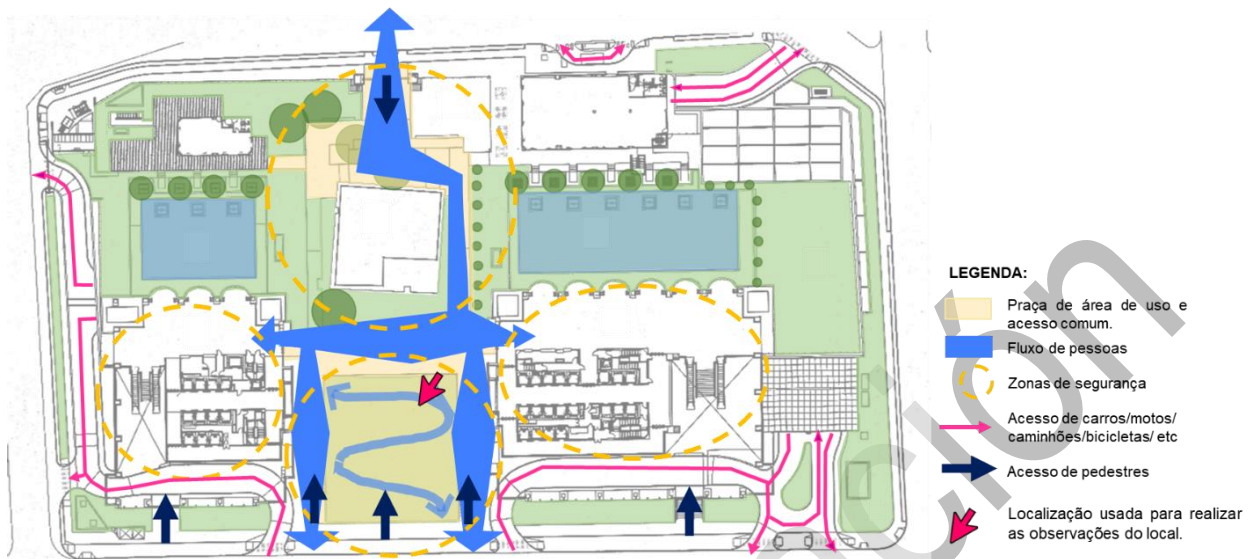 LEGENDA:
Praça de área de uso e
acesso comum.
Fluxo de pessoas
Zonas de segurança
Acesso de carros/motos/
caminhões/bicicletas/ etc
Acesso de pedestres
Localização usada para realizar
as observações do local.
ción